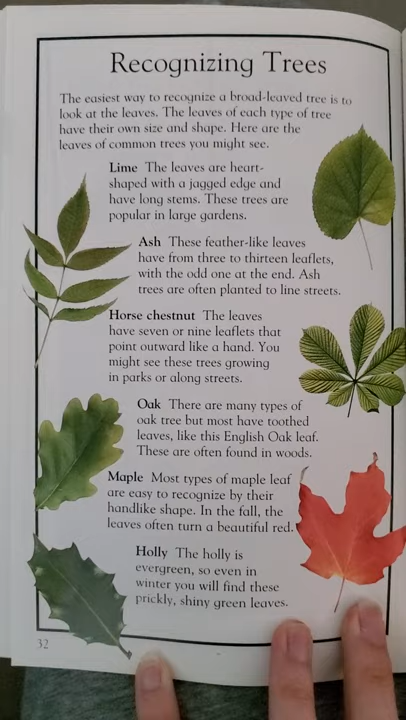 Recognizing Trees
The easiest way to recognize a broad-leaved tree is to
look at the leaves. The leaves of each type of tree
have their own size and shape. Here are the
leaves of common trees you might see.
Lime The leaves are heart-
shaped with a jagged edge and
have long stems. These trees are
popular in large gardens.
Ash These feather-like leaves
have from three to thirteen leaflets,
with the odd one at the end. Ash
trees are often planted to line streets.
Horse chestnut The leaves
have seven or nine leaflets that
point outward like a hand. You
might see these trees growing
in parks or along streets.
Oak There are many types of
oak tree but most have toothed
leaves, like this English Oak leaf.
These are often found in woods.
Maple Most types of maple leaf
are easy to recognize by their
handlike shape. In the fall, the
leaves often turn a beautiful red.
Holly The holly is
evergreen, so even in
winter you will find these
prickly, shiny green leaves.
32